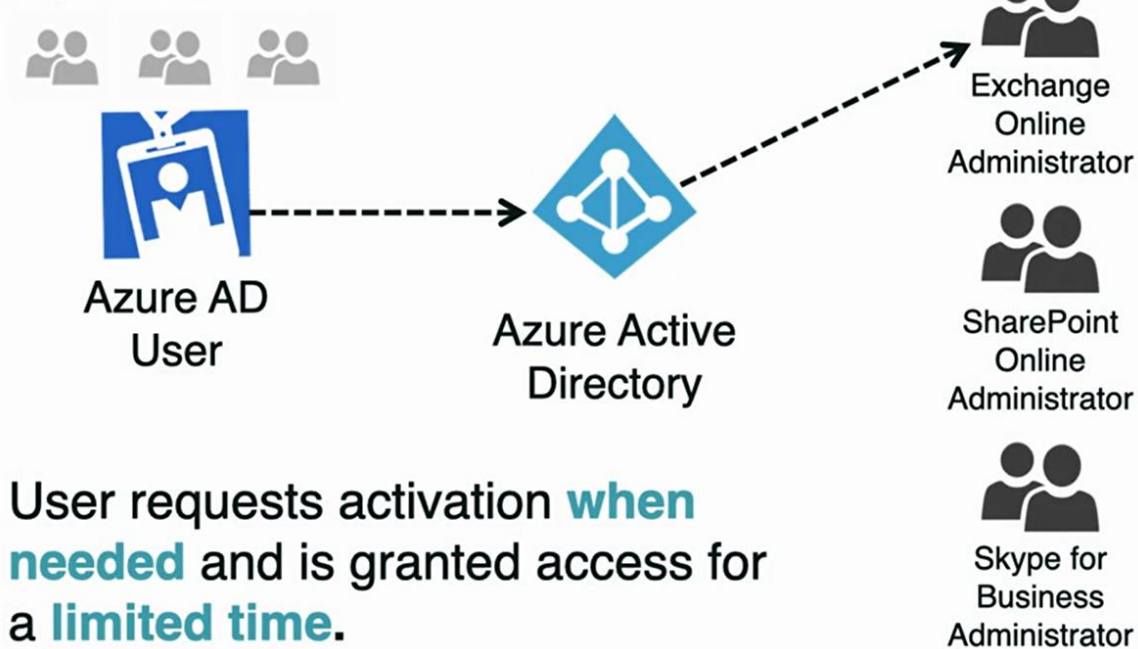 Exchange
Online
Administrator
Azure AD
User
Azure Active
Directory
SharePoint
Online
Administrator
User requests activation when
needed and is granted access for
a limited time.
Skype for
Business
Administrator